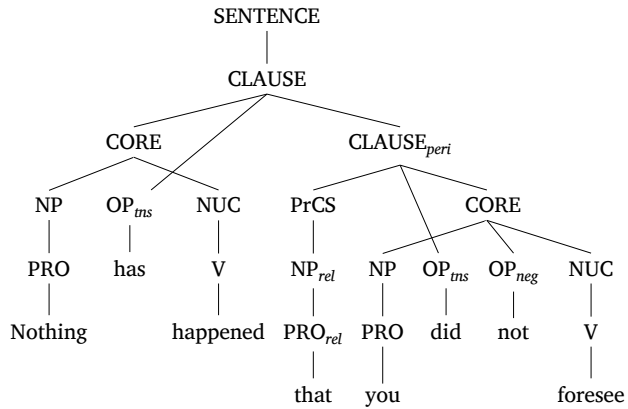 SENTENCE
CLAUSE
CORE CLAUSEperi
NP OPtns NUC PrCS CORE
PRO has V NPrel NP OPtns OPneg NUC
Nothing happened PROrel PRO did not V
that you foresee